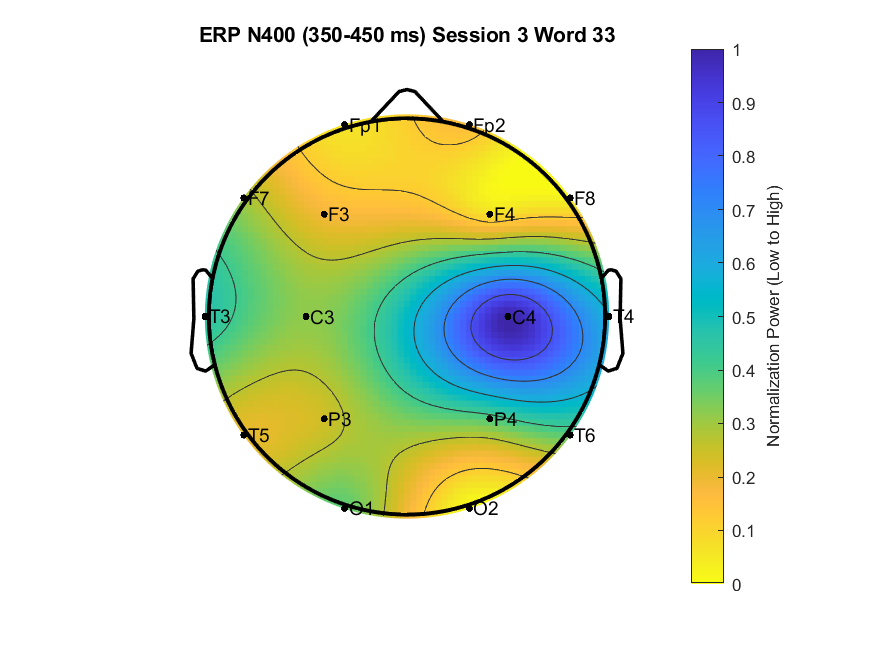 ERP N400 (350-450 ms) Session 3 Word 33
Fp1
Fp2
F7
F3
F4
F8
T3
C3
C4
T4
T5
P3
P4
T6
O1
O2
1
0.9
0.8
0.7
0.6
0.5
0.4
0.3
0.2
0.1
0
Normalization Power (Low to High)